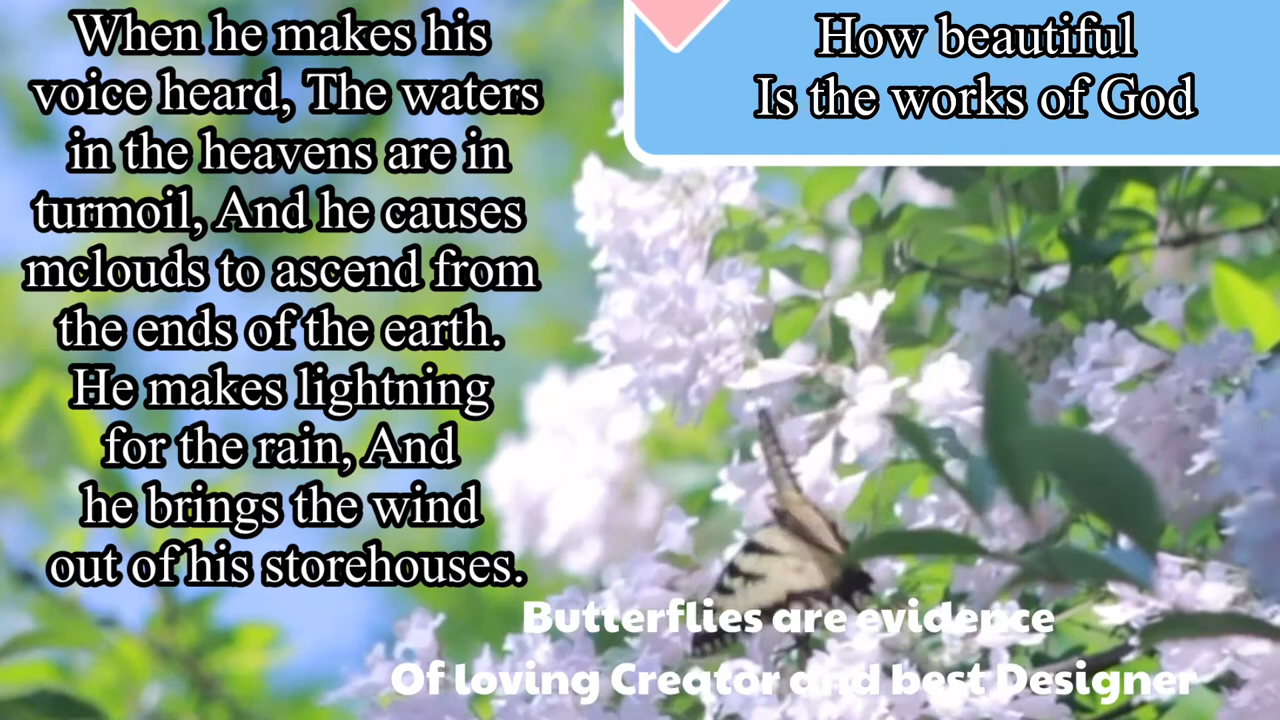 When he makes his
voice heard, The waters
in the heavens are in
turmoil, And he causes
mclouds to ascend from
the ends of the earth.
He makes lightning
for the rain, And
he brings the wind
out of his storehouses.
How beautiful
Is the works of God
Butterflies are evidence
Of loving Creator and best Designer